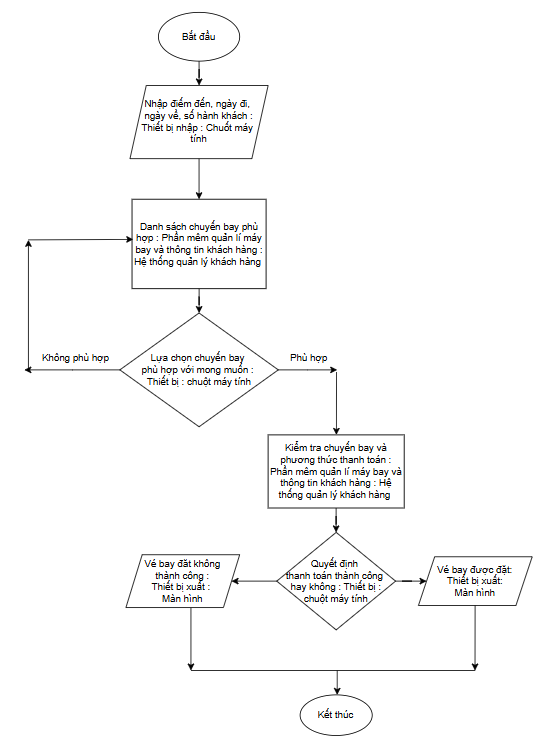 Bắt đầu
Nhập điểm đến, ngày đi,
ngày về, số hành khách :
Thiết bị nhập : Chuốt máy
tính
Danh sách chuyến bay phù
hợp : Phần mêm quản lí máy
bay và thông tin khách hàng :
Hệ thống quản lý khách hàng
Không phù hợp
Lựa chọn chuyến bay
phù hợp với mong muốn :
Thiết bị : chuột máy tính
Phù hợp
Kiểm tra chuyến bay và
phương thức thanh toán :
Phần mêm quản lí máy bay và
thông tin khách hàng : Hệ
thống quản lý khách hàng
Vé bay đăt không
thành công :
Thiết bị xuất :
Màn hình
Quyết định
thanh toán thành công
hay không : Thiết bị :
chuột máy tính
Vé bay được đặt:
Thiết bị xuất:
Màn hình
Kết thúc